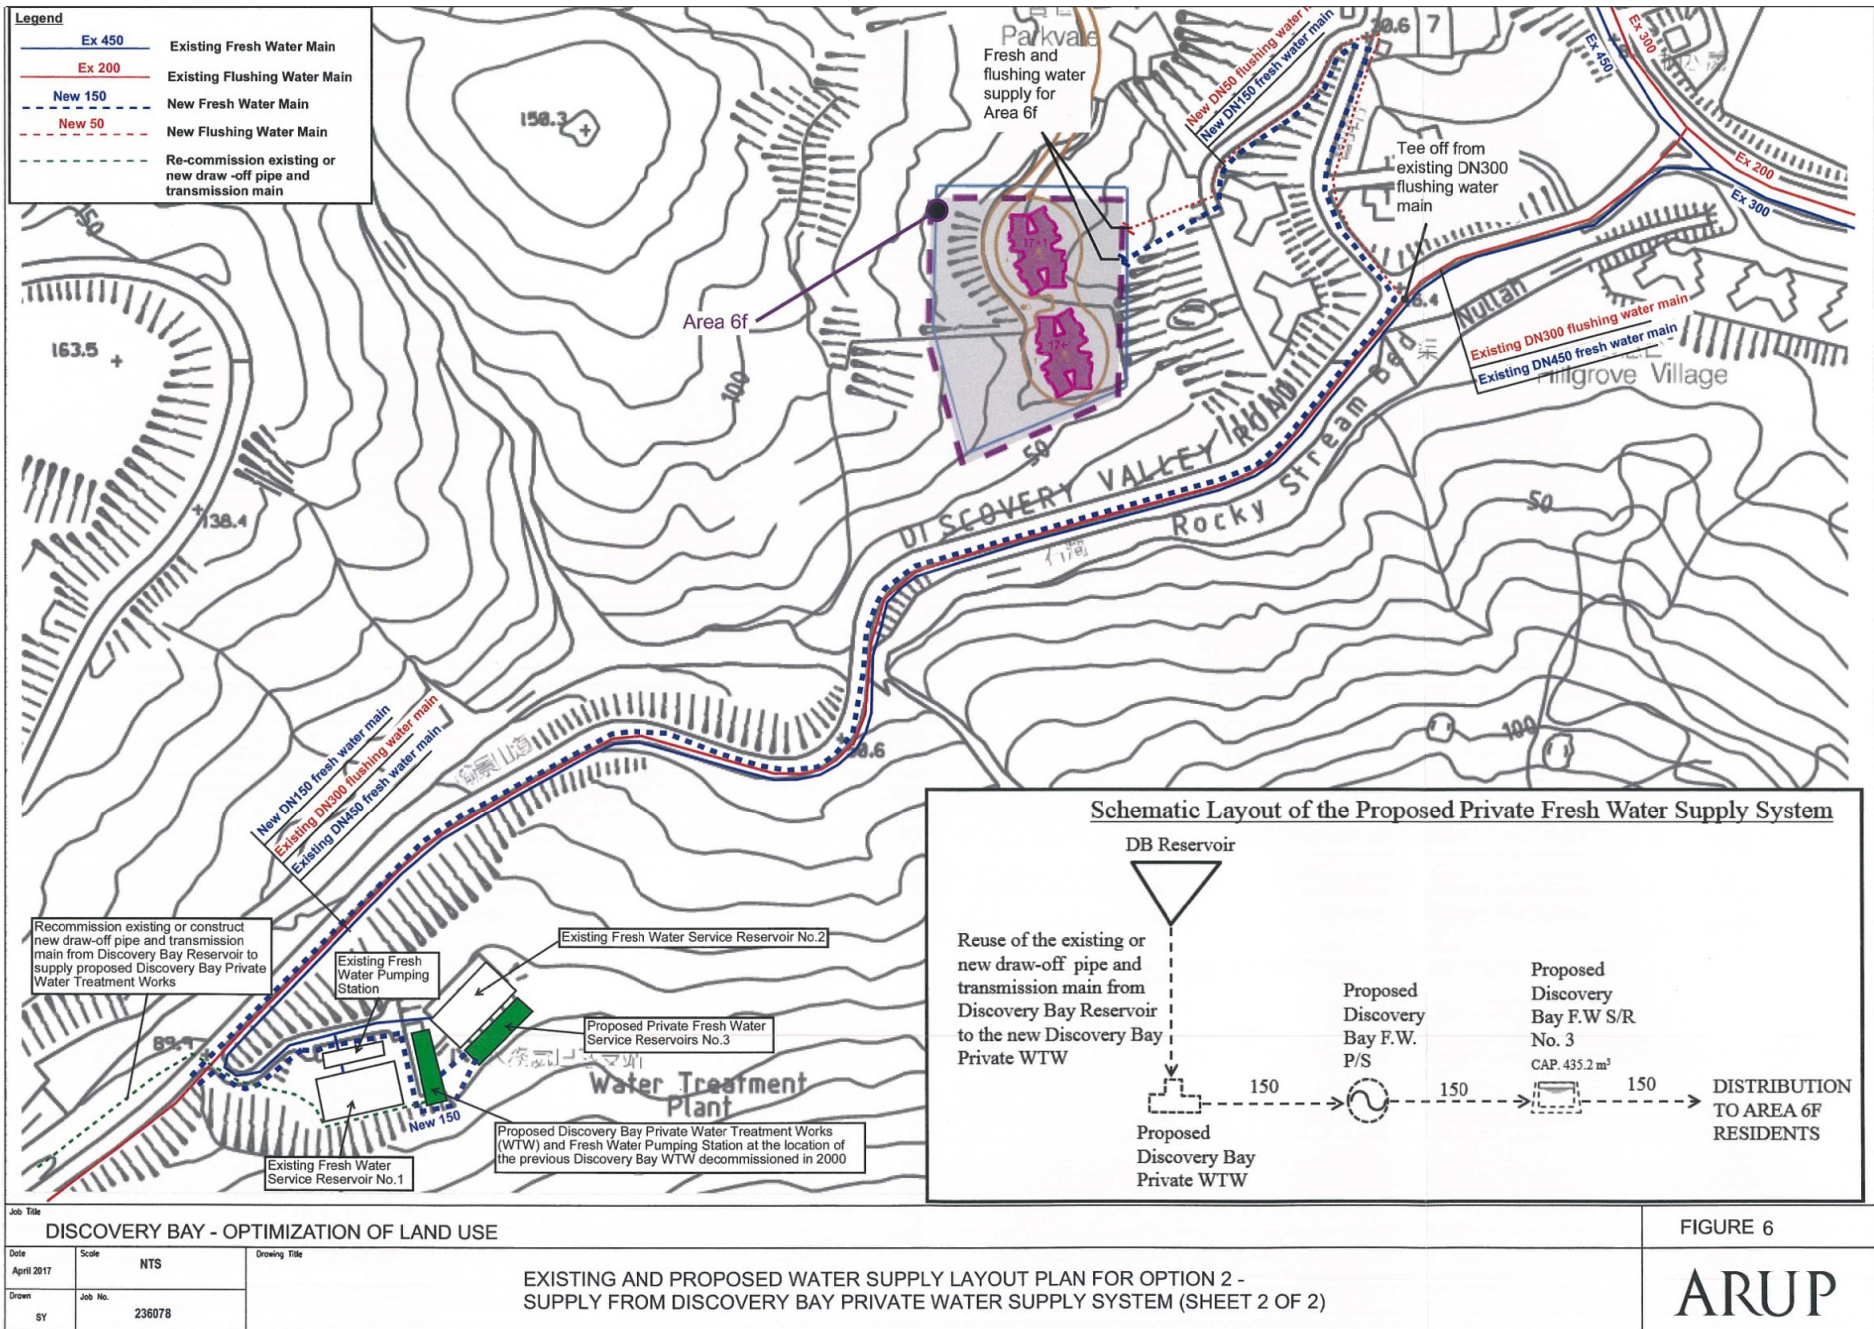 Legend
Ex 450
Existing Fresh Water Main
Ex 200
Existing Flushing Water Main
New 150
New Fresh Water Main
New 50
New Flushing Water Main
Re-commission existing or
new draw -off pipe and
transmission main
150.3
50
163.5
138.4
100
Parkvale
Fresh and
flushing water
supply for
Area 6f
New DN50 flushing water
New DN150 fresh water main
7
Ex 300
Ex 450
Tee off from
existing DN300
flushing water
main
Ex 200
Ex 300
Area 6f
Nullah
Existing DN300 flushing water main
Existing DN450 fresh water main
Hillgrove Village
50
DISCOVERY VALLEY ROAD
Rocky Stream Bed
50
100
New DN150 fresh water main
Existing DN300 flushing water main
Existing DN450 fresh water main
Recommission existing or construct
new draw-off pipe and transmission
main from Discovery Bay Reservoir to
supply proposed Discovery Bay Private
Water Treatment Works
Existing Fresh
Water Pumping
Station
Existing Fresh Water Service Reservoir No.2
Proposed Private Fresh Water
Service Reservoirs No.3
Water Treatment
Plant
New 150
Proposed Discovery Bay Private Water Treatment Works
(WTW) and Fresh Water Pumping Station at the location of
the previous Discovery Bay WTW decommissioned in 2000
Existing Fresh Water
Service Reservoir No.1
Schematic Layout of the Proposed Private Fresh Water Supply System
DB Reservoir
Reuse of the existing or
new draw-off pipe and
transmission main from
Discovery Bay Reservoir
to the new Discovery Bay
Private WTW
Proposed
Discovery Bay
Private WTW
150
Proposed
Discovery
Bay F.W.
P/S
150
Proposed
Discovery
Bay F.W S/R
No. 3
CAP. 435.2 m³
150
DISTRIBUTION
TO AREA 6F
RESIDENTS
Job Title
DISCOVERY BAY - OPTIMIZATION OF LAND USE
FIGURE 6
Date
April 2017
Scale
NTS
Drawing Title
EXISTING AND PROPOSED WATER SUPPLY LAYOUT PLAN FOR OPTION 2 -
SUPPLY FROM DISCOVERY BAY PRIVATE WATER SUPPLY SYSTEM (SHEET 2 OF 2)
Drawn
SY
Job No.
236078
ARUP